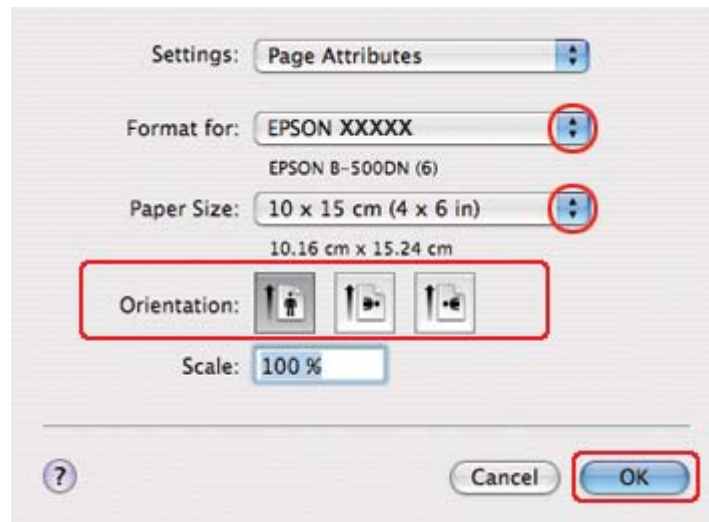 Settings: Page Attributes
Format for: EPSON XXXXX
EPSON B-500DN (6)
Paper Size: 10 x 15 cm (4 x 6 in)
10.16 cm x 15.24 cm
Orientation:
Scale: 100 %
? Cancel OK